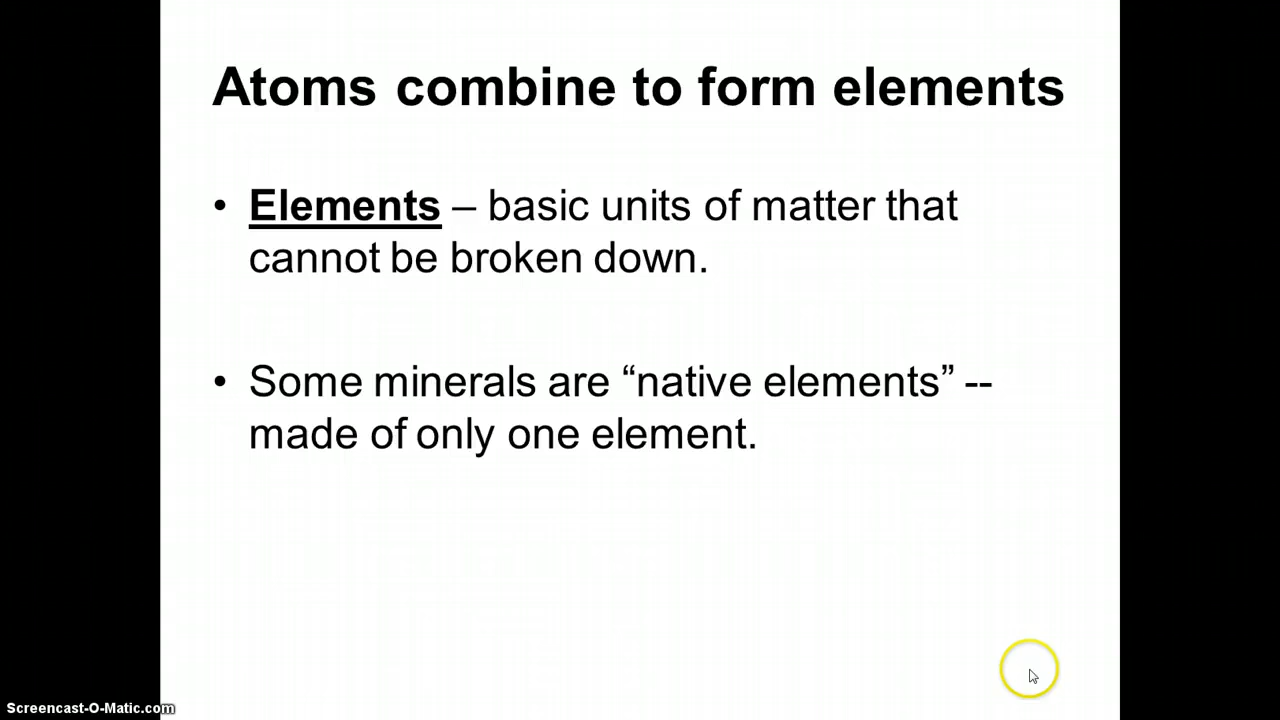 Atoms combine to form elements
• Elements – basic units of matter that
cannot be broken down.
• Some minerals are “native elements” --
made of only one element.
Screencast-O-Matic.com